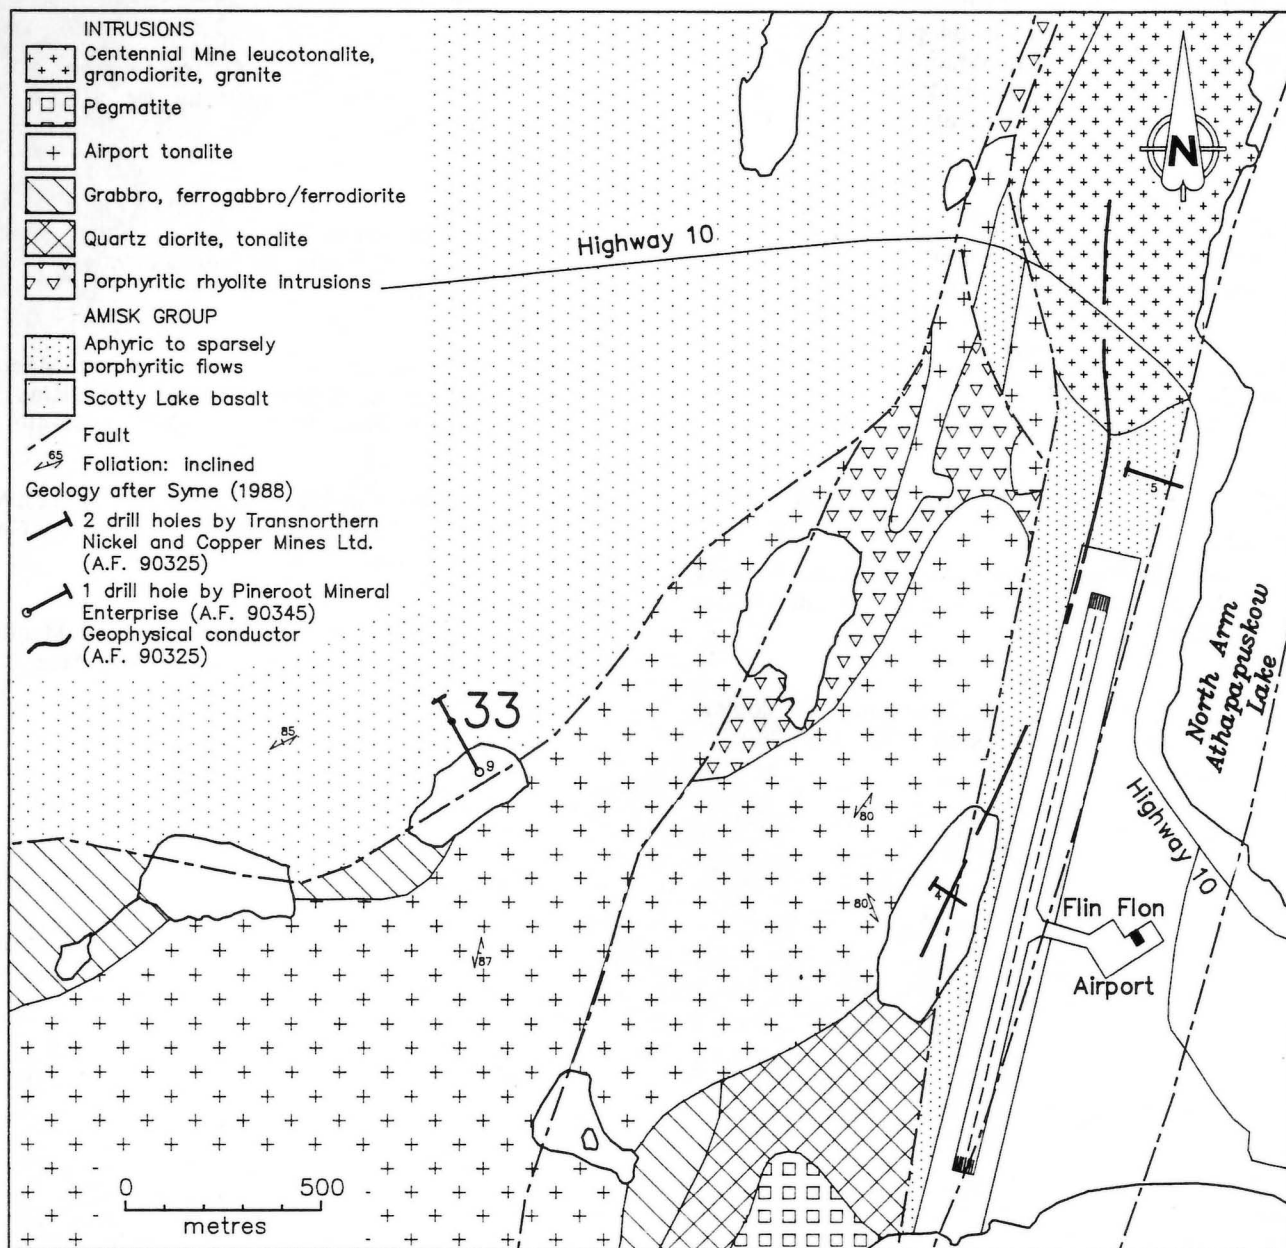 INTRUSIONS
Centennial Mine leucotonalite,
granodiorite, granite
Pegmatite
Airport tonalite
Grabbro, ferrogabbro/ferrodiorite
Quartz diorite, tonalite
Porphyritic rhyolite intrusions
AMISK GROUP
Aphyric to sparsely
porphyritic flows
Scotty Lake basalt
Fault
65
Foliation: inclined
Geology after Syme (1988)
2 drill holes by Transnorthern
Nickel and Copper Mines Ltd.
(A.F. 90325)
1 drill hole by Pineroot Mineral
Enterprise (A.F. 90345)
Geophysical conductor
(A.F. 90325)
Highway 10
N
5
33
9
85
80
80
87
4
North Arm
Athapapuskow
Lake
Highway 10
Flin Flon
Airport
0 500
metres